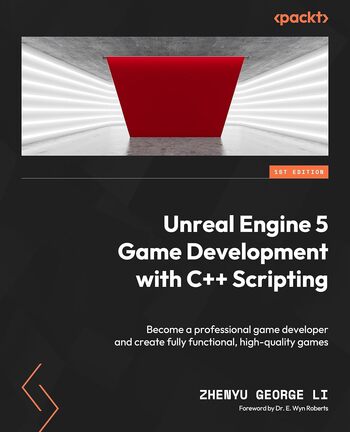 <packt>
1ST EDITION
Unreal Engine 5
Game Development
with C++ Scripting
Become a professional game developer
and create fully functional, high-quality games
ZHENYU GEORGE LI
Foreword by Dr. E. Wyn Roberts